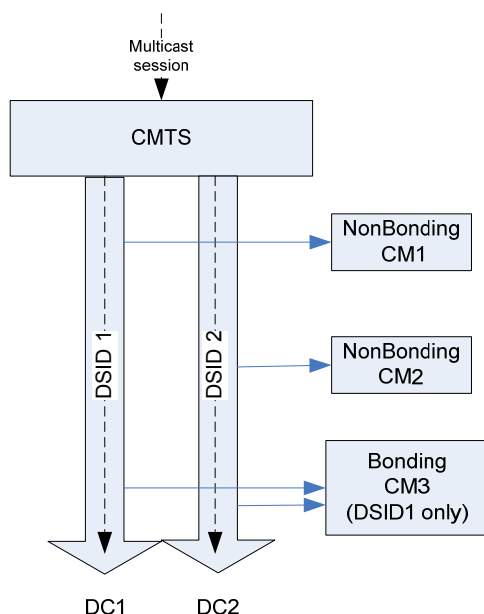 Multicast
session
CMTS
NonBonding
CM1
DSID 1
DSID 2
NonBonding
CM2
Bonding
CM3
(DSID1 only)
DC1
DC2